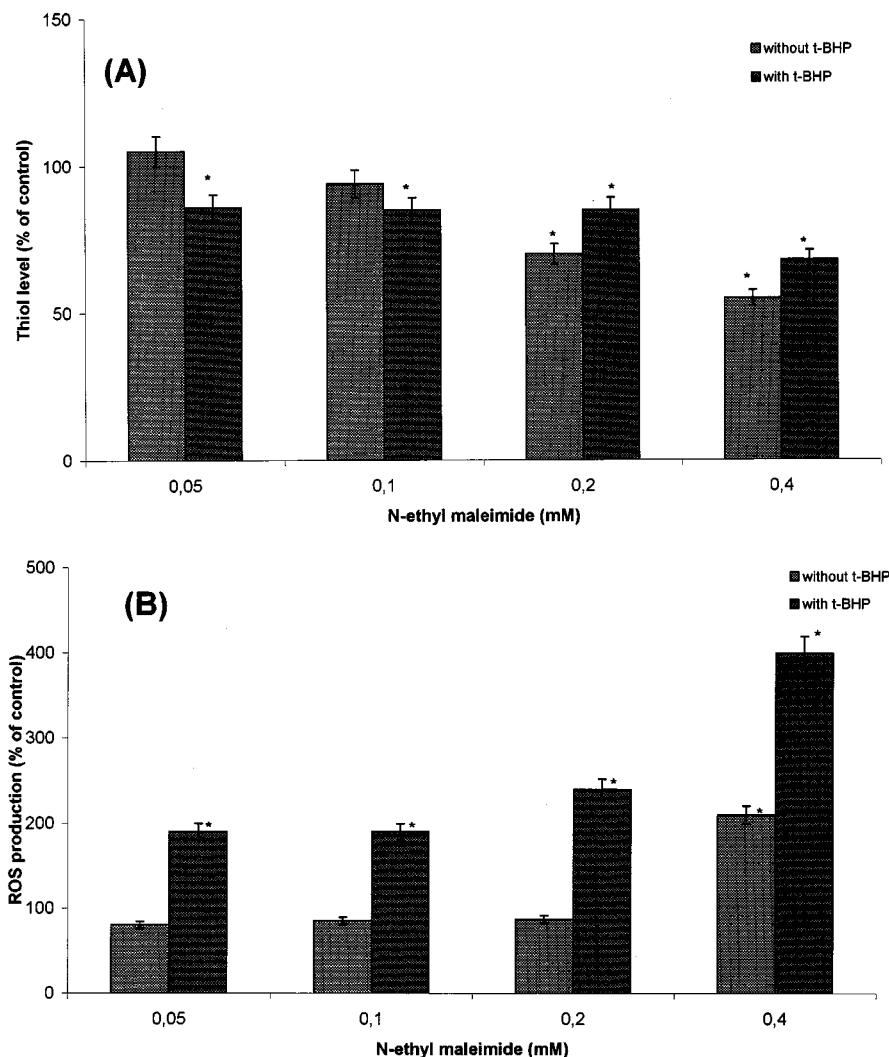 150
(A)
without t-BHP
with t-BHP
Thiol level (% of control)
100
*
*
*
*
*
*
50
0
0,05 0,1 0,2 0,4
N-ethyl maleimide (mM)
500
(B)
without t-BHP
with t-BHP
ROS production (% of control)
400
*
300
*
200
*
*
*
100
0
0,05 0,1 0,2 0,4
N-ethyl maleimide (mM)